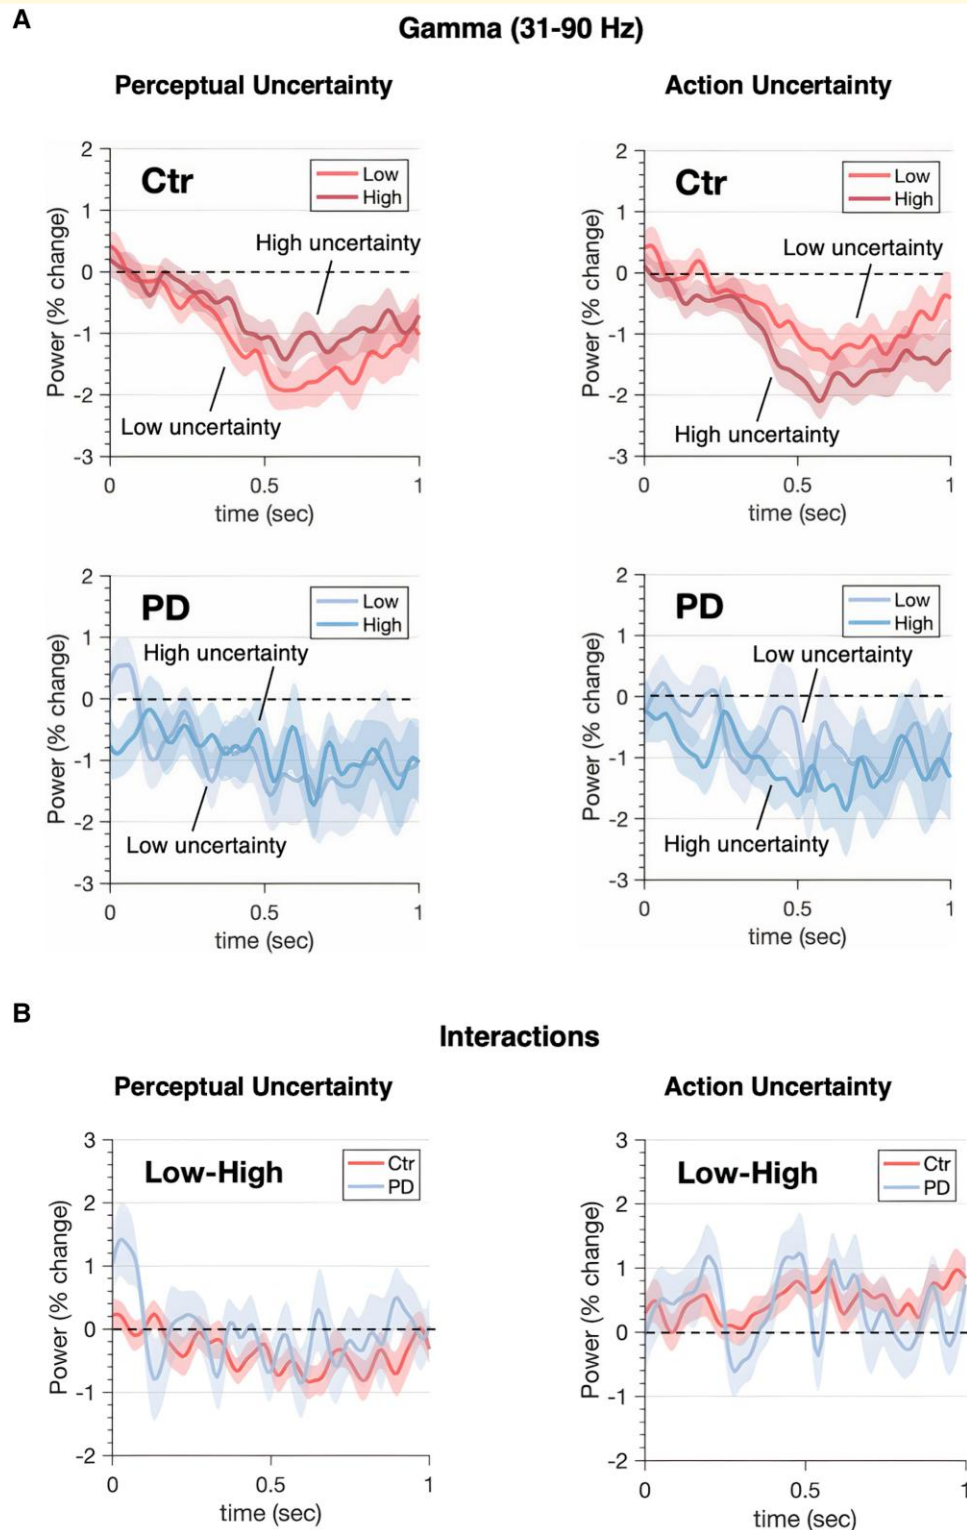 A
Gamma (31-90 Hz)
Perceptual Uncertainty
Action Uncertainty
2
1
0
-1
-2
-3
Power (% change)
Ctr
Low
High
High uncertainty
Low uncertainty
0
0.5
1
time (sec)
2
1
0
-1
-2
-3
Power (% change)
Ctr
Low
High
Low uncertainty
High uncertainty
0
0.5
1
time (sec)
2
1
0
-1
-2
-3
Power (% change)
PD
Low
High
High uncertainty
Low uncertainty
0
0.5
1
time (sec)
2
1
0
-1
-2
-3
Power (% change)
PD
Low
High
Low uncertainty
High uncertainty
0
0.5
1
time (sec)
B
Interactions
Perceptual Uncertainty
Action Uncertainty
3
2
1
0
-1
-2
Power (% change)
Low-High
Ctr
PD
0
0.5
1
time (sec)
3
2
1
0
-1
-2
Power (% change)
Low-High
Ctr
PD
0
0.5
1
time (sec)